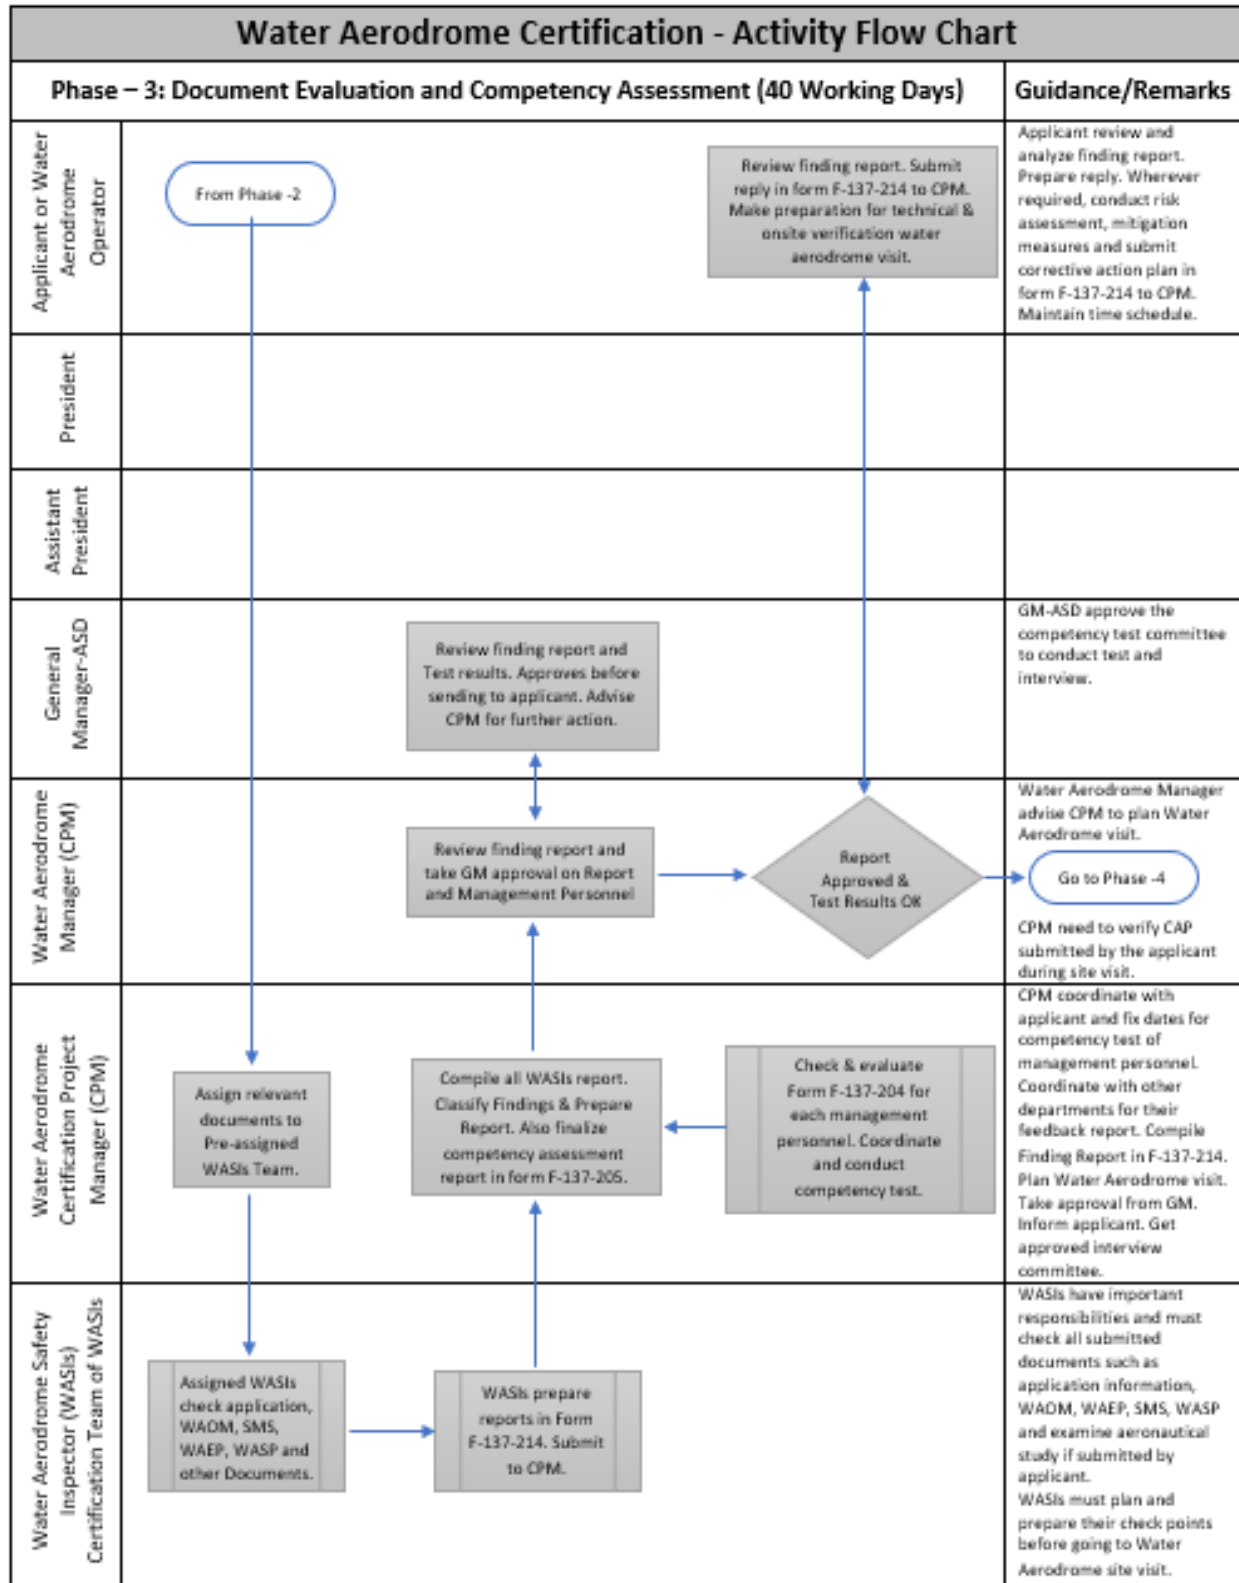 Water Aerodrome Certification - Activity Flow Chart
Phase – 3: Document Evaluation and Competency Assessment (40 Working Days)
Guidance/Remarks
Applicant or Water
Aerodrome
Operator
From Phase -2
Review finding report. Submit
reply in form F-137-214 to CPM.
Make preparation for technical &
onsite verification water
aerodrome visit.
Applicant review and
analyze finding report.
Prepare reply. Wherever
required, conduct risk
assessment, mitigation
measures and submit
corrective action plan in
form F-137-214 to CPM.
Maintain time schedule.
President
Assistant
President
General
Manager-ASD
Review finding report and
Test results. Approves before
sending to applicant. Advise
CPM for further action.
GM-ASD approve the
competency test committee
to conduct test and
interview.
Water Aerodrome
Manager (CPM)
Review finding report and
take GM approval on Report
and Management Personnel
Report
Approved &
Test Results OK
Water Aerodrome Manager
advise CPM to plan Water
Aerodrome visit.
Go to Phase -4
CPM need to verify CAP
submitted by the applicant
during site visit.
Water Aerodrome
Certification Project
Manager (CPM)
Assign relevant
documents to
Pre-assigned
WASIs Team.
Compile all WASIs report.
Classify Findings & Prepare
Report. Also finalize
competency assessment
report in form F-137-205.
Check & evaluate
Form F-137-204 for
each management
personnel. Coordinate
and conduct
competency test.
CPM coordinate with
applicant and fix dates for
competency test of
management personnel.
Coordinate with other
departments for their
feedback report. Compile
Finding Report in F-137-214.
Plan Water Aerodrome visit.
Take approval from GM.
Inform applicant. Get
approved interview
committee.
Water Aerodrome Safety
Inspector (WASIs)
Certification Team of WASIs
Assigned WASIs
check application,
WAOM, SMS,
WAEP, WASP and
other Documents.
WASIs prepare
reports in Form
F-137-214. Submit
to CPM.
WASIs have important
responsibilities and must
check all submitted
documents such as
application information,
WAOM, WAEP, SMS, WASP
and examine aeronautical
study if submitted by
applicant.
WASIs must plan and
prepare their check points
before going to Water
Aerodrome site visit.